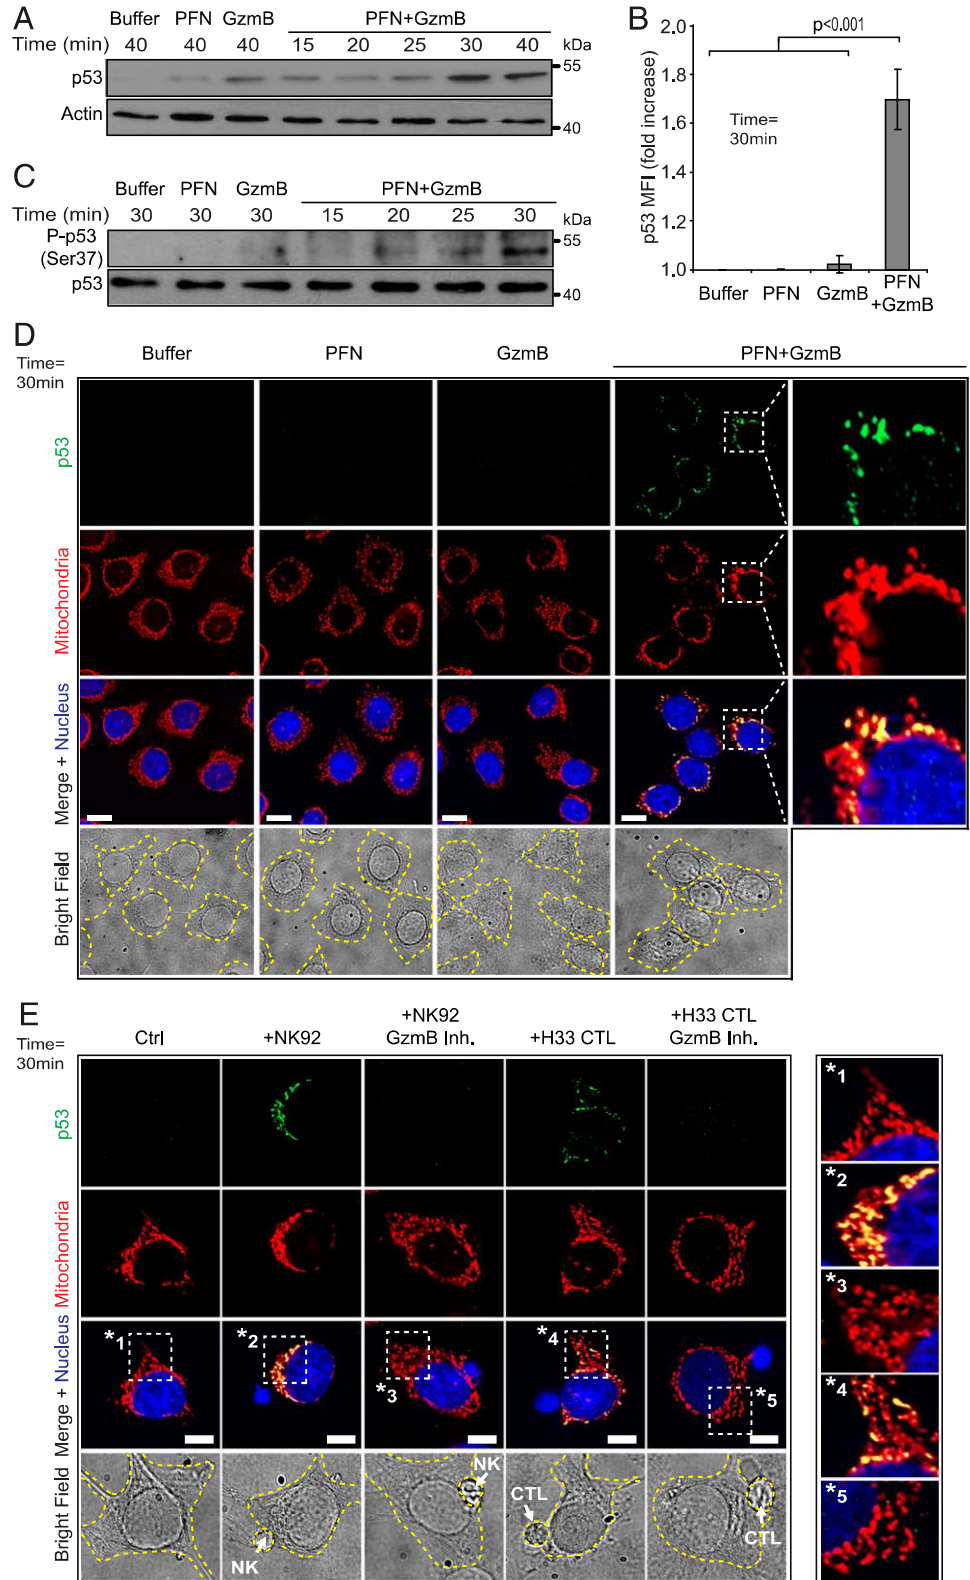 A
Buffer PFN GzmB PFN+GzmB
Time (min) 40 40 40 15 20 25 30 40 kDa
p53 55
Actin 40
B
p53 MFI (fold increase)
2.0
1.8
1.6
1.4
1.2
1.0
p<0.001
Time=
30min
Buffer PFN GzmB PFN
+GzmB
C
Buffer PFN GzmB PFN+GzmB
Time (min) 30 30 30 15 20 25 30 kDa
P-p53
(Ser37)
55
p53 40
D
Time=
30min
Buffer PFN GzmB PFN+GzmB
p53
Mitochondria
Merge + Nucleus
Bright Field
E
Time=
30min
Ctrl
+NK92
+NK92
GzmB Inh.
+H33 CTL
+H33 CTL
GzmB Inh.
p53
Mitochondria
Merge + Nucleus
*1 *2 *3 *4 *5
Bright Field
NK NK CTL CTL
*1
*2
*3
*4
*5